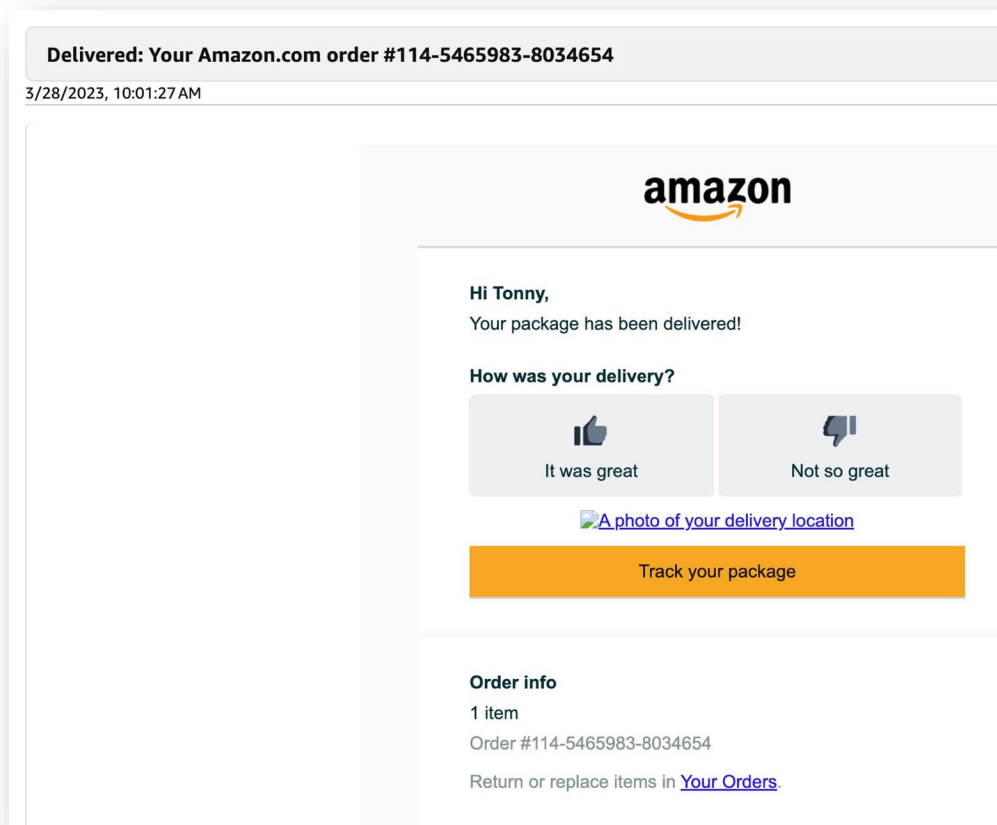 Delivered: Your Amazon.com order #114-5465983-8034654
3/28/2023, 10:01:27 AM
amazon
Hi Tonny,
Your package has been delivered!
How was your delivery?
It was great
Not so great
A photo of your delivery location
Track your package
Order info
1 item
Order #114-5465983-8034654
Return or replace items in Your Orders.